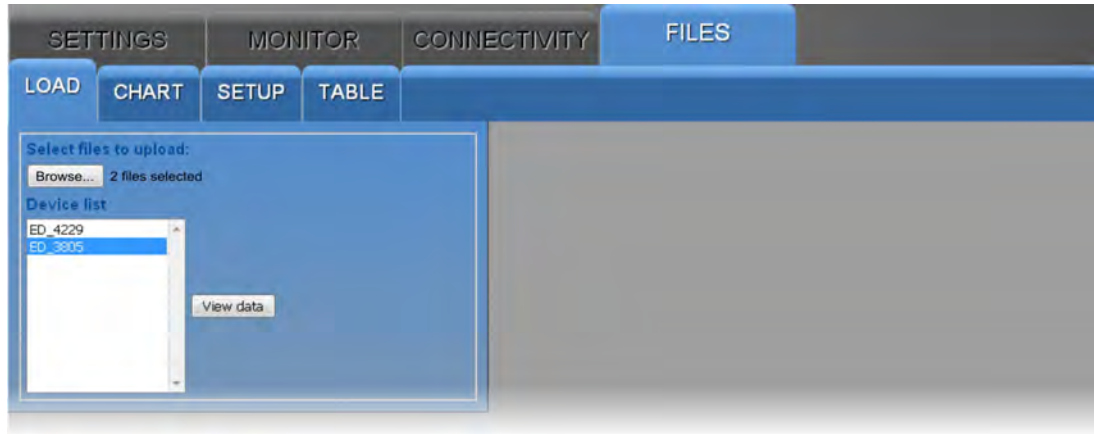 SETTINGS MONITOR CONNECTIVITY FILES
LOAD CHART SETUP TABLE
Select files to upload:
Browse... 2 files selected
Device list
ED_4229
ED_3805
View data